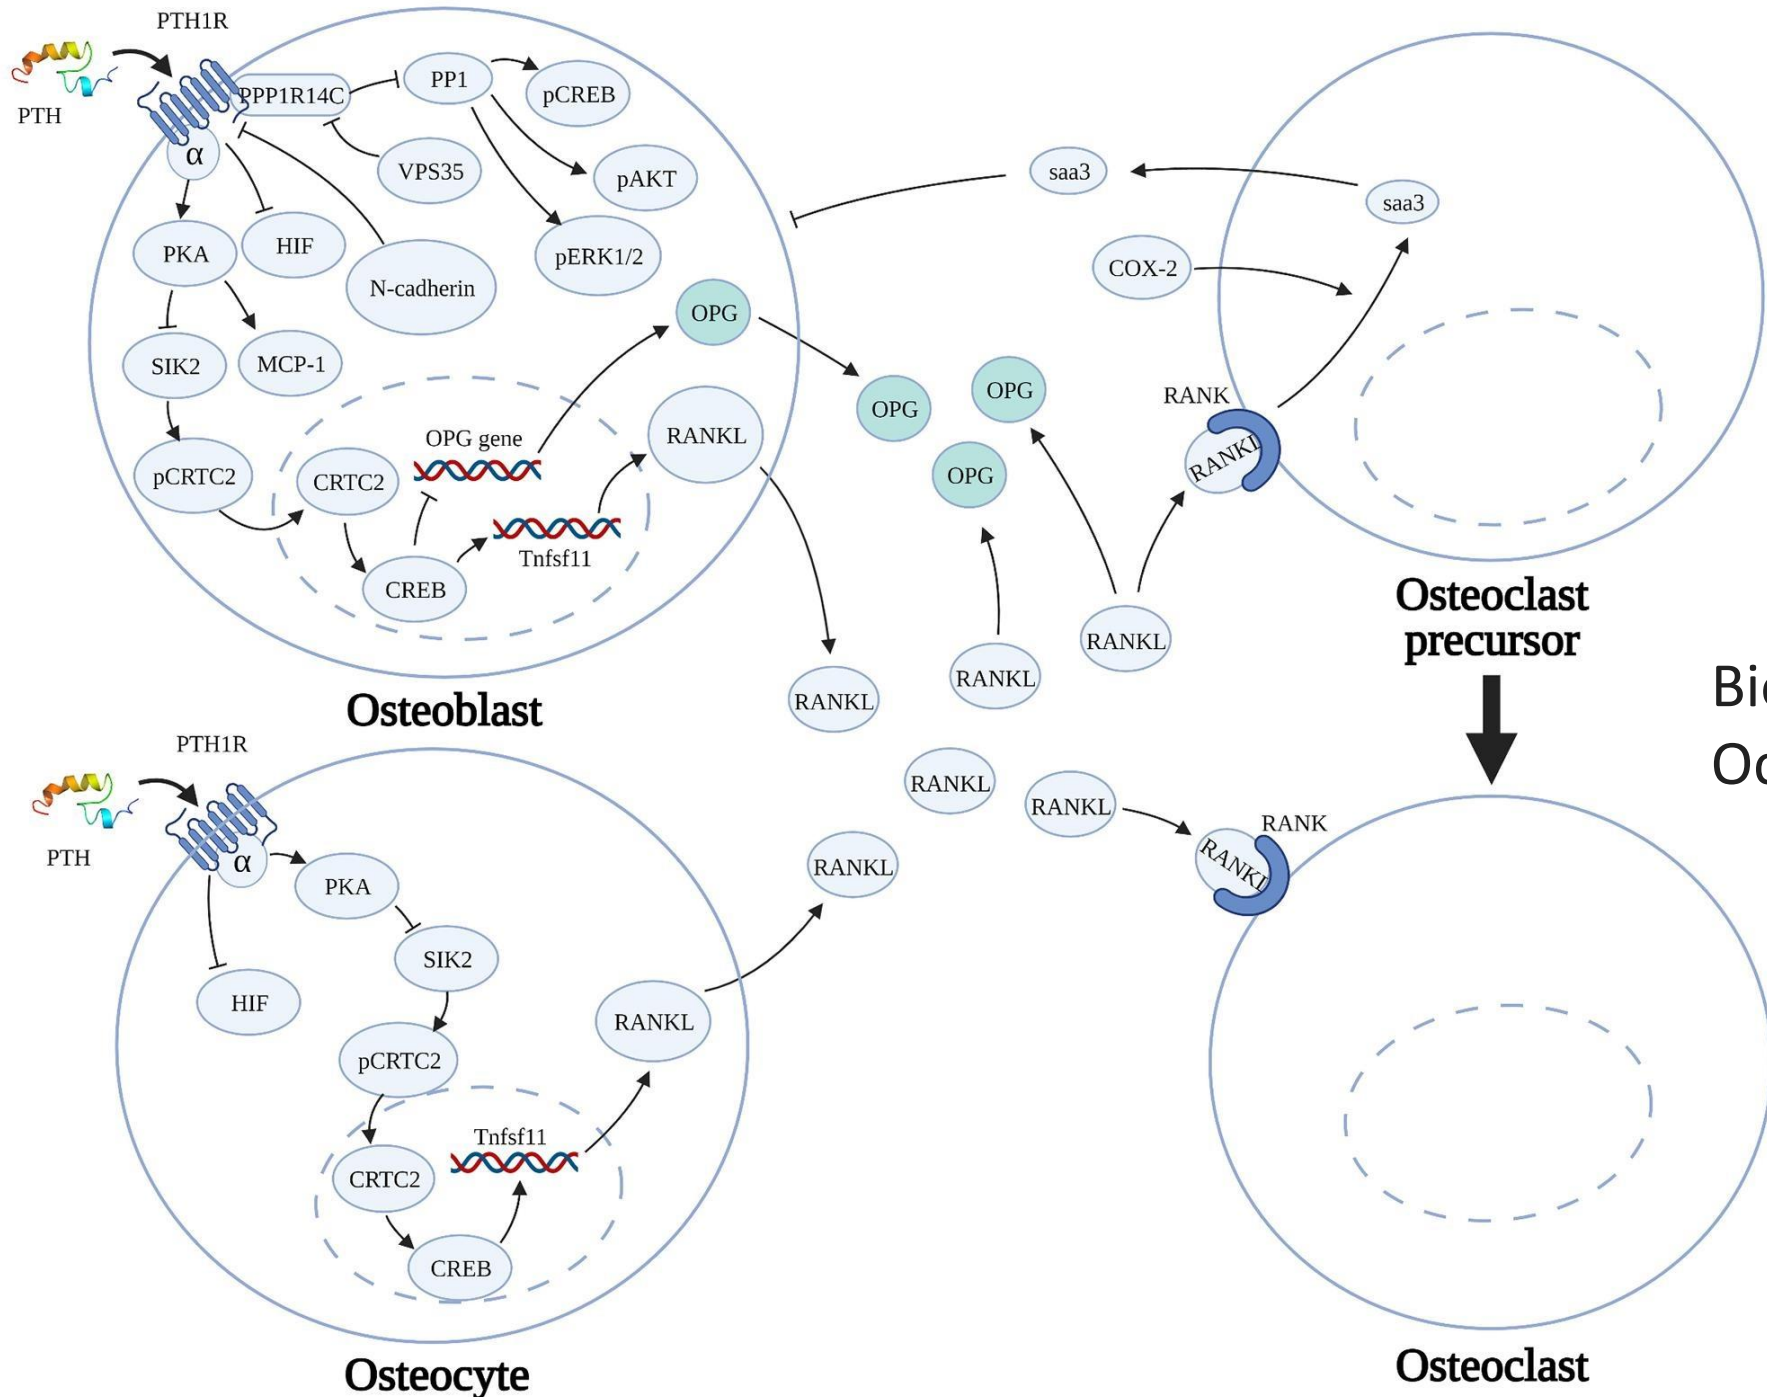 PTH1R
PTH
PPP1R14C
PP1
pCREB
α
VPS35
pAKT
PKA
HIF
N-cadherin
pERK1/2
OPG
SIK2
MCP-1
pCRTC2
CRTC2
OPG gene
RANKL
Tnfsf11
CREB
Osteoblast
saa3
saa3
COX-2
OPG
OPG
OPG
RANK
RANKL
RANKL
RANKL
RANKL
Osteoclast
precursor
RANKL
RANKL
RANKL
RANK
RANKL
PTH1R
PTH
α
PKA
HIF
SIK2
pCRTC2
RANKL
CRTC2
Tnfsf11
CREB
Osteocyte
Osteoclast